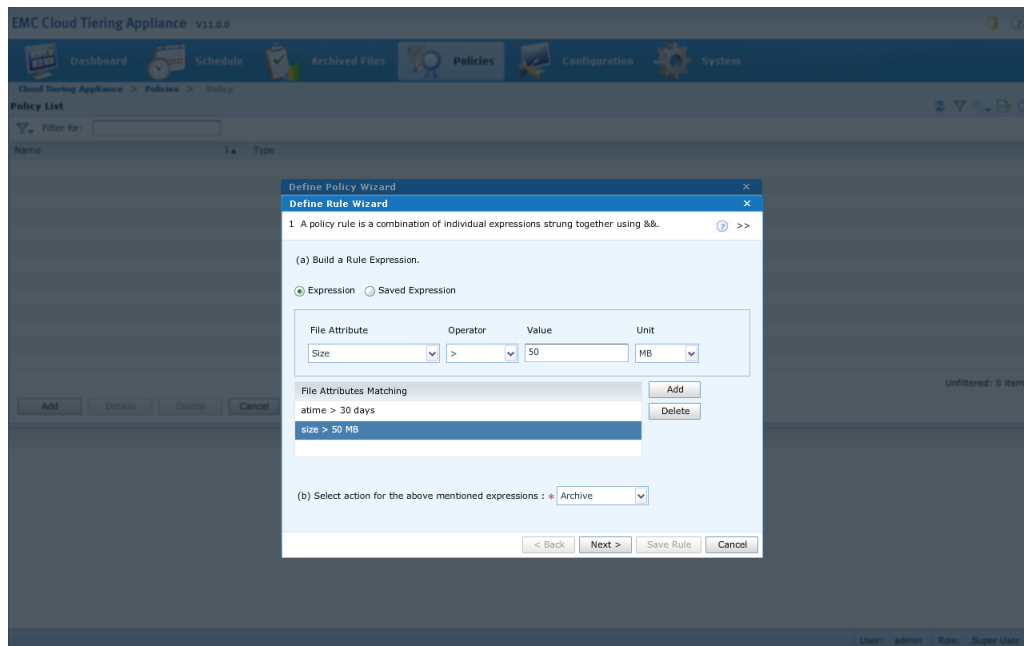 EMC Cloud Tiering Appliance V11.0.0
Dashboard Schedule Archived Files Policies Configuration System
Cloud Tiering Appliance > Policies > Policy
Policy List
Filter for:
Name 1 Type
Define Policy Wizard
Define Rule Wizard
1 A policy rule is a combination of individual expressions strung together using &&. ? >>
(a) Build a Rule Expression.
Expression Saved Expression
File Attribute Operator Value Unit
Size > 50 MB
File Attributes Matching Add
atime > 30 days Delete
size > 50 MB
Unfiltered: 0 item
Add Details Delete Cancel
(b) Select action for the above mentioned expressions : * Archive
< Back Next > Save Rule Cancel
User: admin Role: Super User